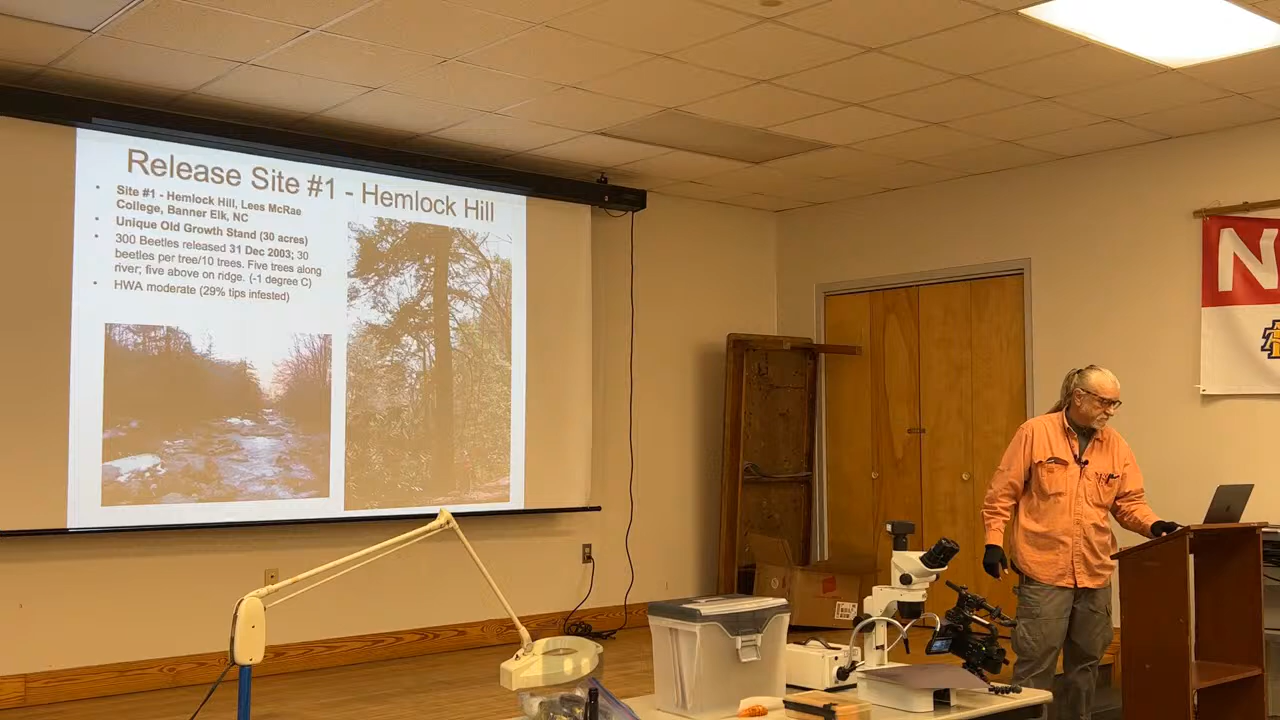 Release Site #1 - Hemlock Hill
• Site #1 - Hemlock Hill, Lees McRae
College, Banner Elk, NC
• Unique Old Growth Stand (30 acres)
• 300 Beetles released 31 Dec 2003; 30
beetles per tree/10 trees. Five trees along
river; five above on ridge. (-1 degree C)
• HWA moderate (29% tips infested)
N